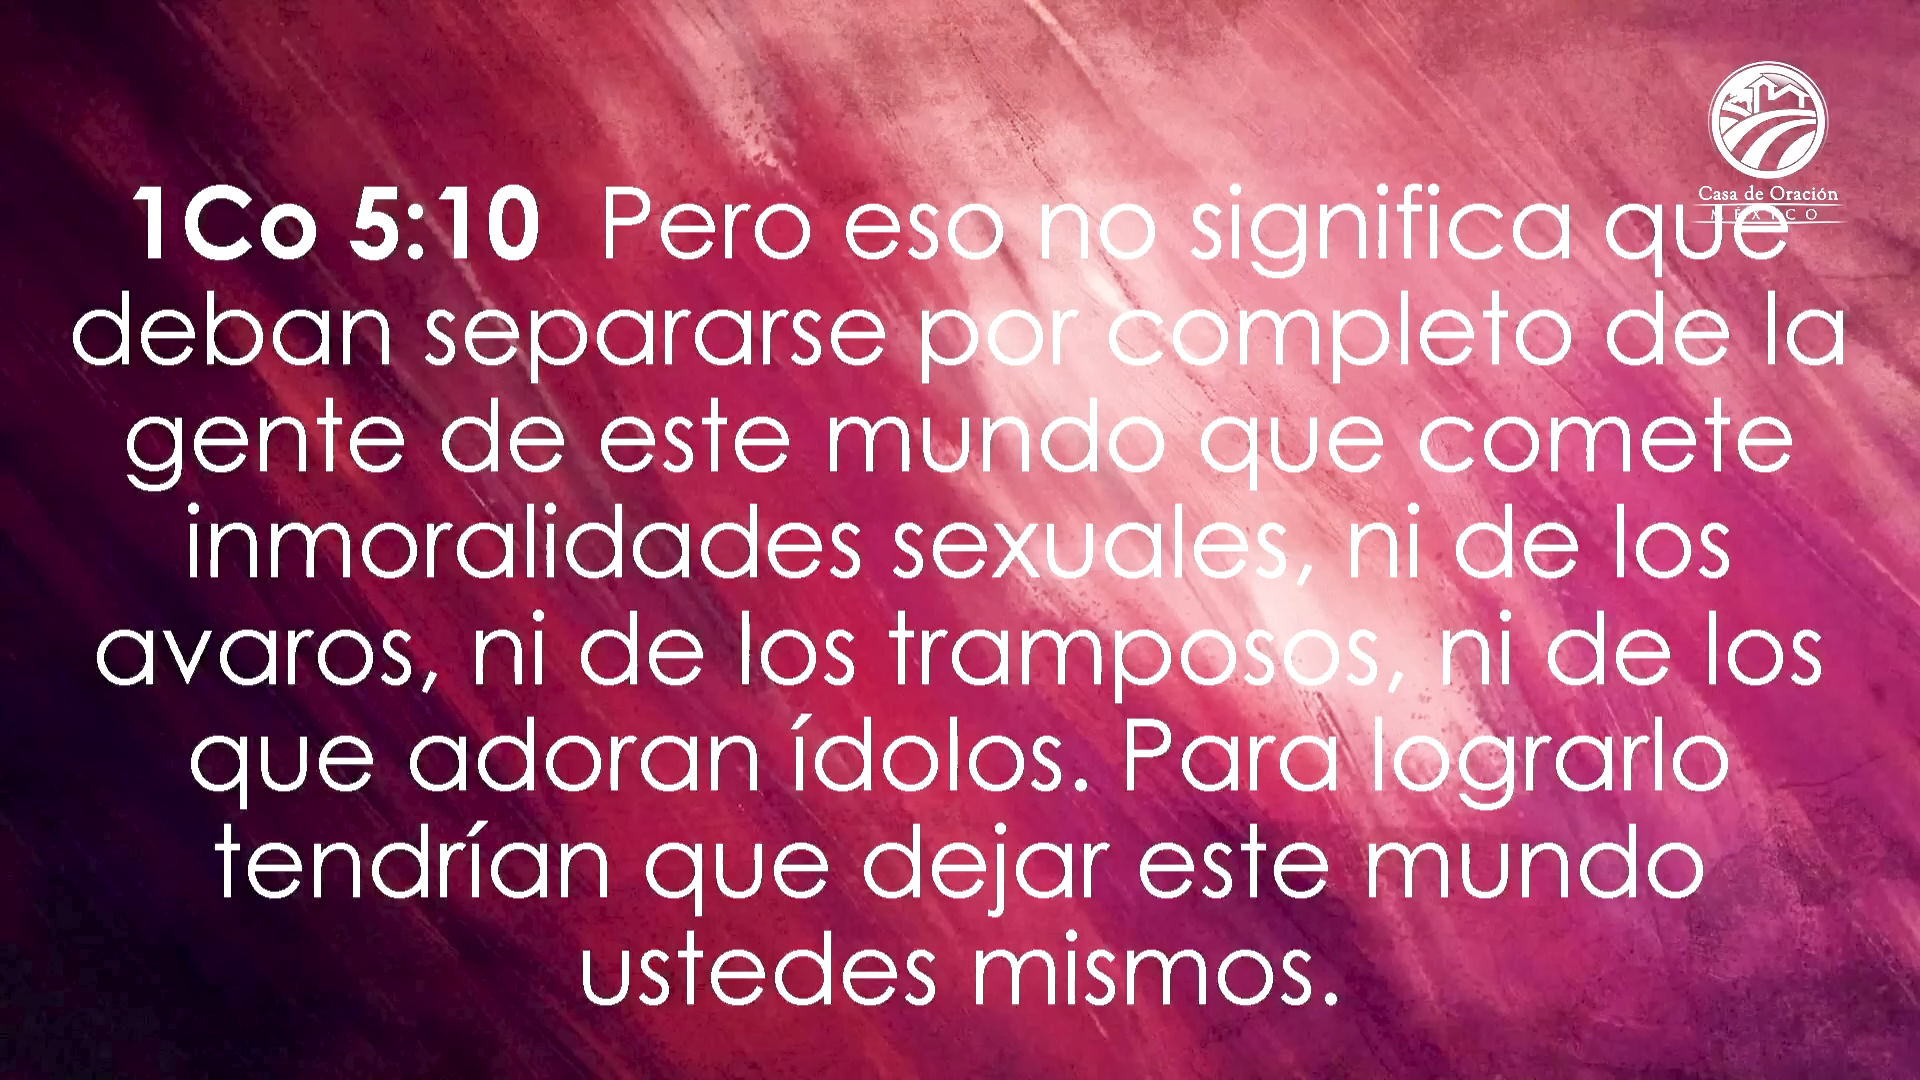 Casa de Oración
MÉXICO
1Co 5:10 Pero eso no significa que
deban separarse por completo de la
gente de este mundo que comete
inmoralidades sexuales, ni de los
avaros, ni de los tramposos, ni de los
que adoran ídolos. Para lograrlo
tendrían que dejar este mundo
ustedes mismos.